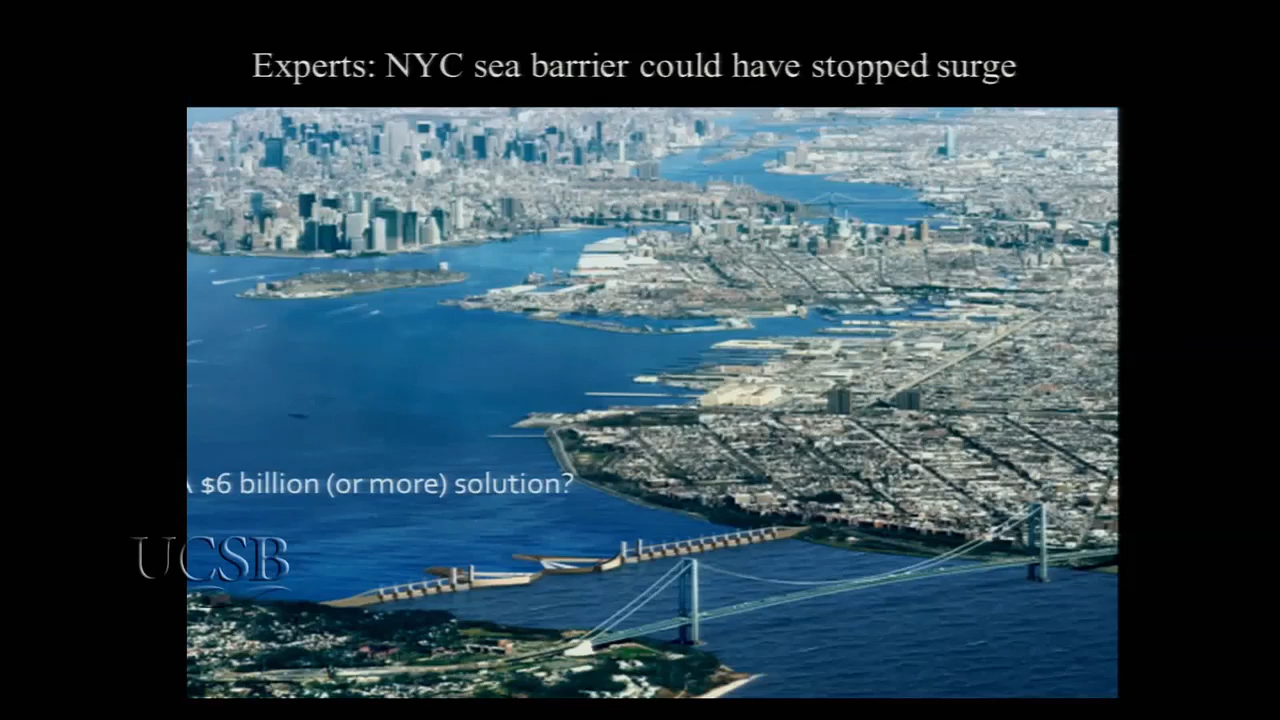 Experts: NYC sea barrier could have stopped surge
A $6 billion (or more) solution?
UCSB